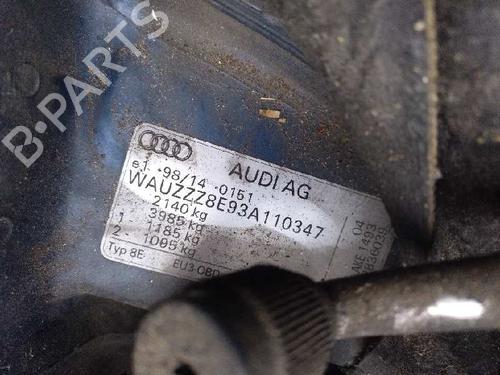 B-PARTS
AUDI AG
e1 *98/14*0151
WAUZZZ8E93A110347
2140 kg
3985 kg
1 1185 kg
2 1095 kg
Typ 8E
EU3
04
AKE